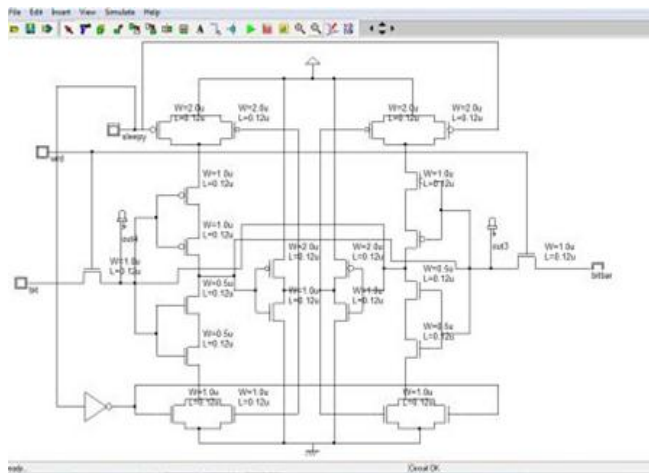 File Edit Insert View Simulate Help
W=2.0u W=2.0u
L=0.12u L=0.12u
W=2.0u W=2.0u
L=0.12u L=0.12u
sleepy
W=1.0u
L=0.12u
W=1.0u
L=0.12u
W=1.0u
L=0.12u
out4
W=1.0u
L=0.12u
W=2.0u W=2.0u
L=0.12u L=0.12u
out3
W=1.0u
L=0.12u
bit
bitbar
W=0.5u
L=0.12u
W=1.0u W=1.0u
L=0.12u L=0.12u
W=0.5u
L=0.12u
W=0.5u
L=0.12u
W=0.5u
L=0.12u
W=1.0u W=1.0u
L=0.12u L=0.12u
W=1.0u
L=0.12u
Circuit OK